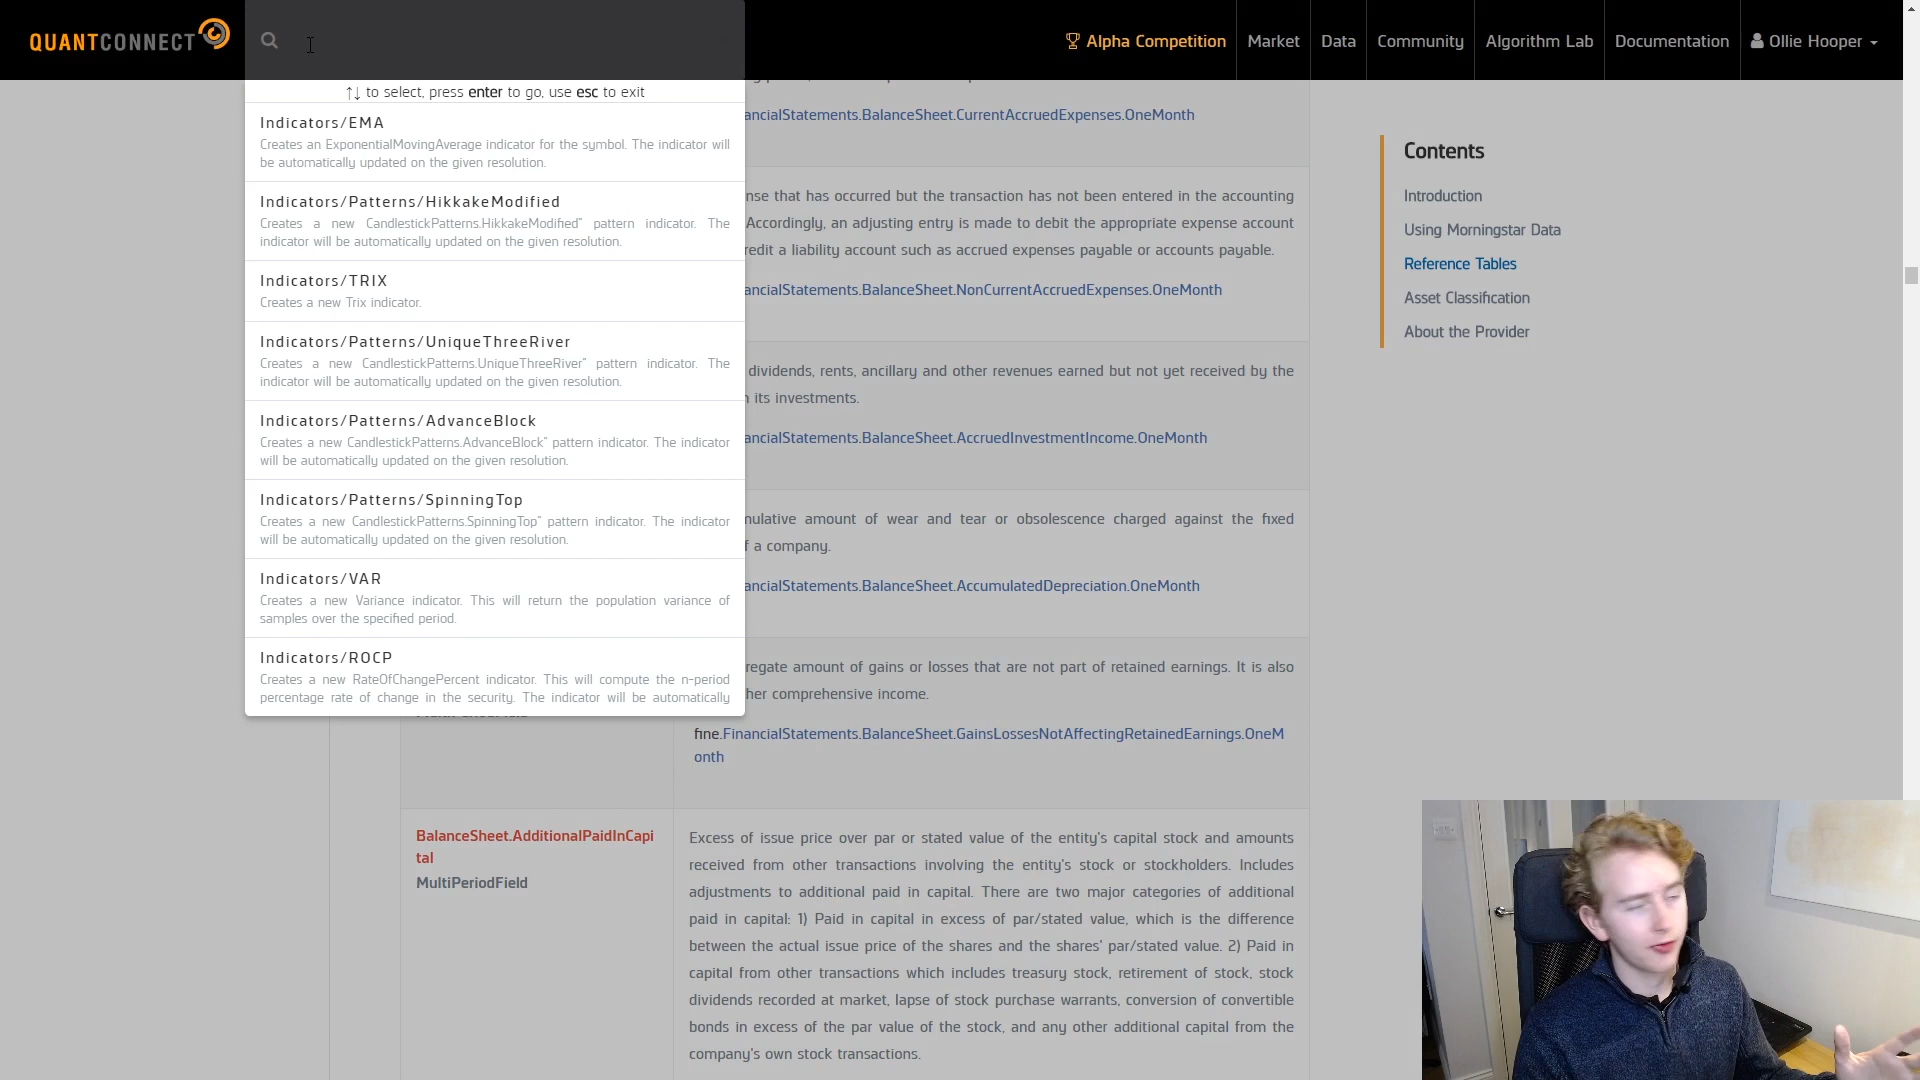 QUANTCONNECT
Alpha Competition
Market
Data
Community
Algorithm Lab
Documentation
Ollie Hooper
↑↓ to select, press enter to go, use esc to exit
Indicators/EMA
Creates an ExponentialMovingAverage indicator for the symbol. The indicator will
be automatically updated on the given resolution.
Indicators/Patterns/HikkakeModified
Creates a new CandlestickPatterns.HikkakeModified" pattern indicator. The
indicator will be automatically updated on the given resolution.
Indicators/TRIX
Creates a new Trix indicator.
Indicators/Patterns/UniqueThreeRiver
Creates a new CandlestickPatterns.UniqueThreeRiver" pattern indicator. The
indicator will be automatically updated on the given resolution.
Indicators/Patterns/AdvanceBlock
Creates a new CandlestickPatterns.AdvanceBlock" pattern indicator. The indicator
will be automatically updated on the given resolution.
Indicators/Patterns/SpinningTop
Creates a new CandlestickPatterns.SpinningTop" pattern indicator. The indicator
will be automatically updated on the given resolution.
Indicators/VAR
Creates a new Variance indicator. This will return the population variance of
samples over the specified period.
Indicators/ROCP
Creates a new RateOfChangePercent indicator. This will compute the n-period
percentage rate of change in the security. The indicator will be automatically
ancialStatements.BalanceSheet.CurrentAccruedExpenses.OneMonth
nse that has occurred but the transaction has not been entered in the accounting
Accordingly, an adjusting entry is made to debit the appropriate expense account
redit a liability account such as accrued expenses payable or accounts payable.
ancialStatements.BalanceSheet.NonCurrentAccruedExpenses.OneMonth
dividends, rents, ancillary and other revenues earned but not yet received by the
its investments.
ancialStatements.BalanceSheet.AccruedInvestmentIncome.OneMonth
mulative amount of wear and tear or obsolescence charged against the fixed
f a company.
ancialStatements.BalanceSheet.AccumulatedDepreciation.OneMonth
regate amount of gains or losses that are not part of retained earnings. It is also
her comprehensive income.
fine.FinancialStatements.BalanceSheet.GainsLossesNotAffectingRetainedEarnings.OneM
onth
BalanceSheet.AdditionalPaidInCapi
tal
MultiPeriodField
Excess of issue price over par or stated value of the entity's capital stock and amounts
received from other transactions involving the entity's stock or stockholders. Includes
adjustments to additional paid in capital. There are two major categories of additional
paid in capital: 1) Paid in capital in excess of par/stated value, which is the difference
between the actual issue price of the shares and the shares' par/stated value. 2) Paid in
capital from other transactions which includes treasury stock, retirement of stock, stock
dividends recorded at market, lapse of stock purchase warrants, conversion of convertible
bonds in excess of the par value of the stock, and any other additional capital from the
company's own stock transactions.
Contents
Introduction
Using Morningstar Data
Reference Tables
Asset Classification
About the Provider